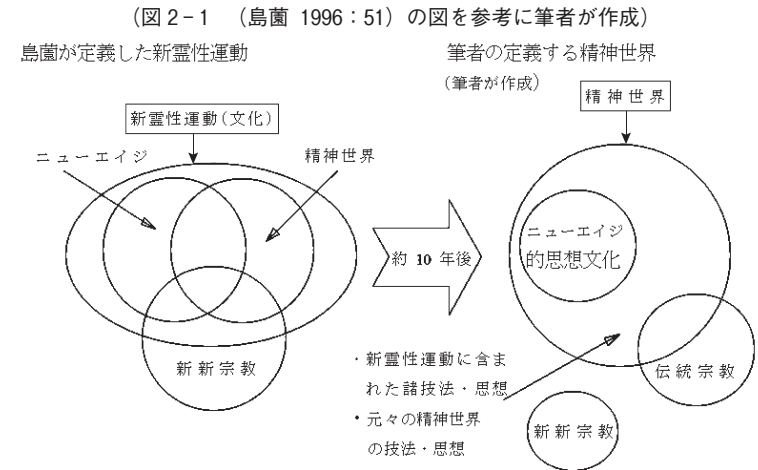 (図2-1 (島薗 1996:51)の図を参考に筆者が作成)
島薗が定義した新霊性運動
筆者の定義する精神世界
(筆者が作成)
新霊性運動(文化)
ニューエイジ
精神世界
新新宗教
約10年後
精神世界
ニューエイジ
的思想文化
伝統宗教
新新宗教
・新霊性運動に含ま
れた諸技法・思想
・元々の精神世界
の技法・思想